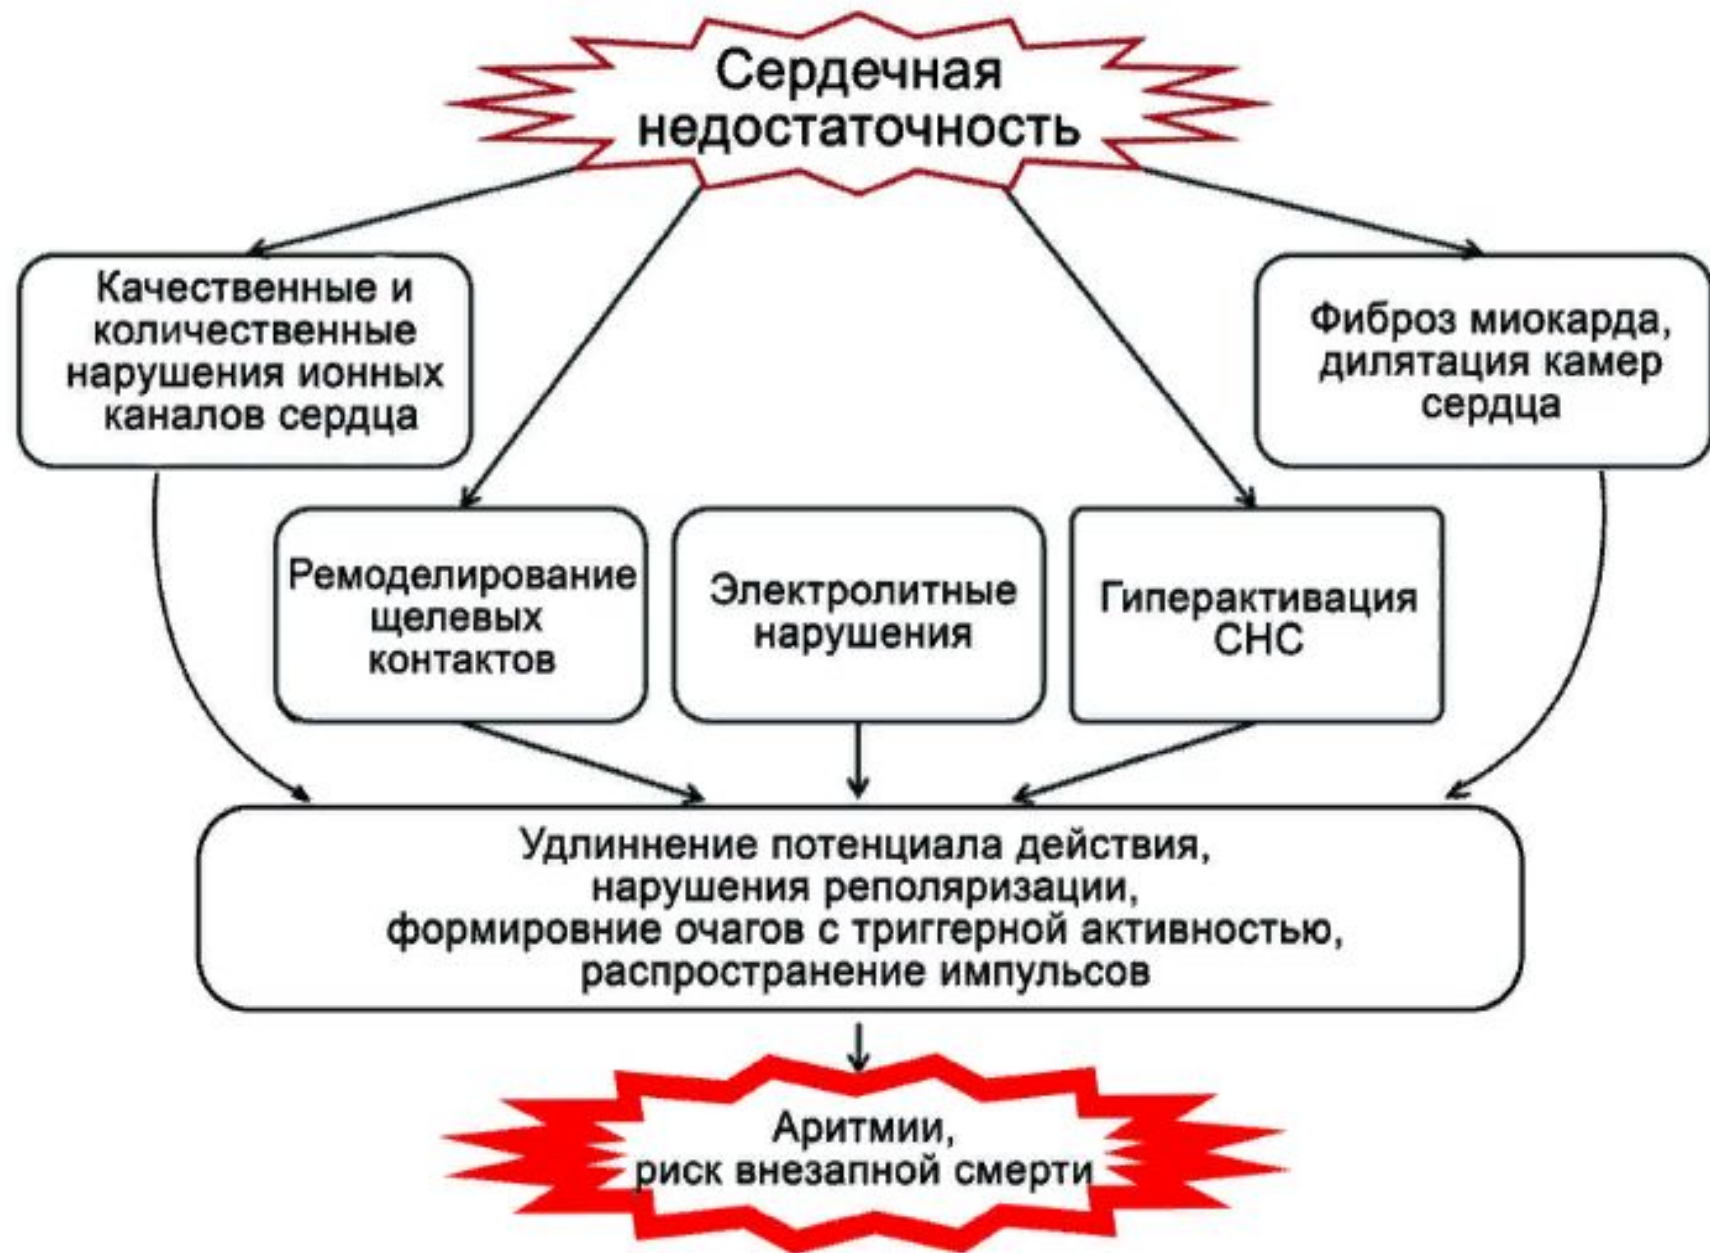 Сердечная
недостаточность
Качественные и
количественные
нарушения ионных
каналов сердца
Фиброз миокарда,
дилятация камер
сердца
Ремоделирование
щелевых
контактов
Электролитные
нарушения
Гиперактивация
СНС
Удлиннение потенциала действия,
нарушения реполяризации,
формировние очагов с триггерной активностью,
распространение импульсов
Аритмии,
риск внезапной смерти